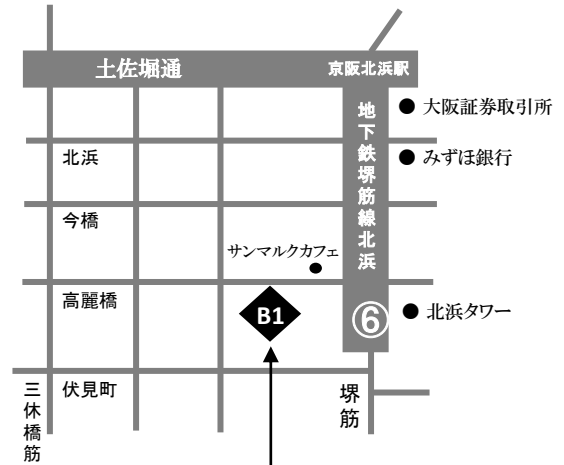 土佐堀通
京阪北浜駅
地下鉄堺筋線北浜
大阪証券取引所
北浜
みずほ銀行
今橋
サンマルクカフェ
高麗橋
B1
⑥
北浜タワー
三休橋筋
伏見町
堺筋